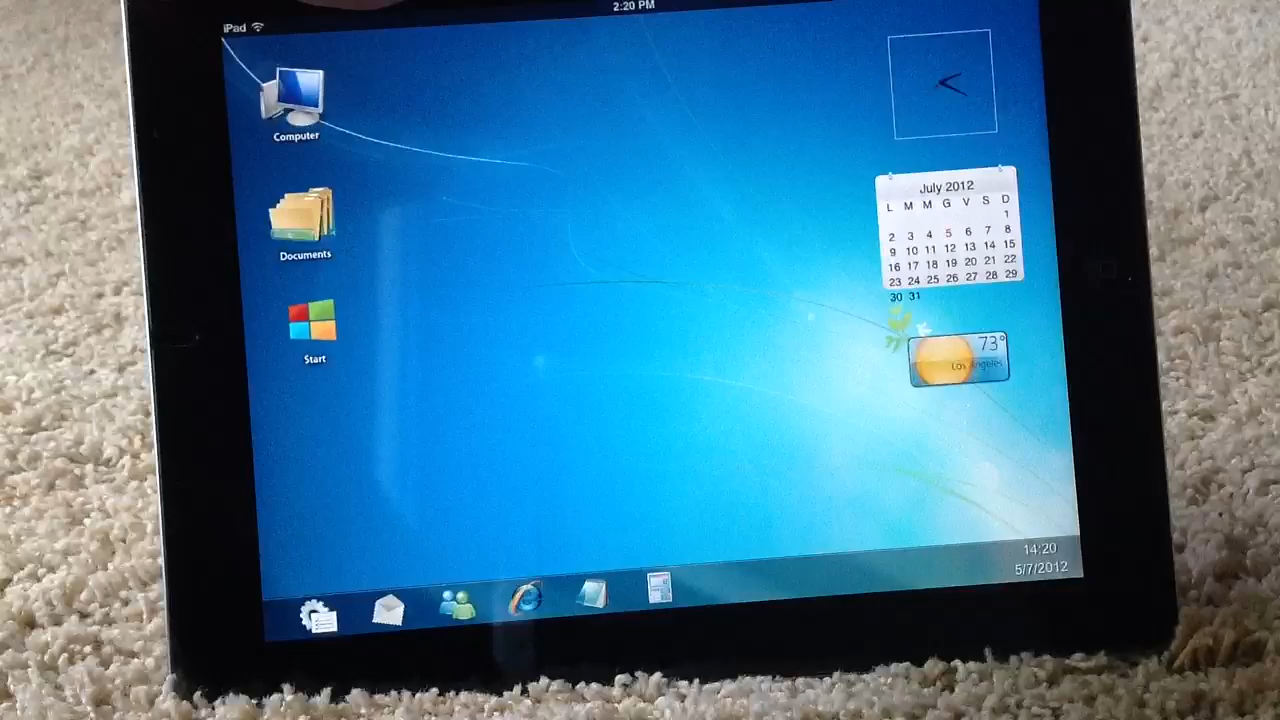 iPad
2:20 PM
Computer
Documents
Start
July 2012
L M M G V S D
1
2 3 4 5 6 7 8
9 10 11 12 13 14 15
16 17 18 19 20 21 22
23 24 25 26 27 28 29
30 31
73°
Los Angeles
14:20
5/7/2012